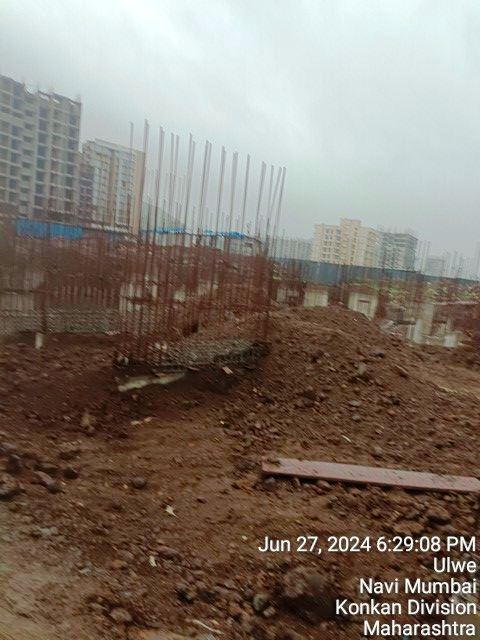 Jun 27, 2024 6:29:08 PM
Ulwe
Navi Mumbai
Konkan Division
Maharashtra